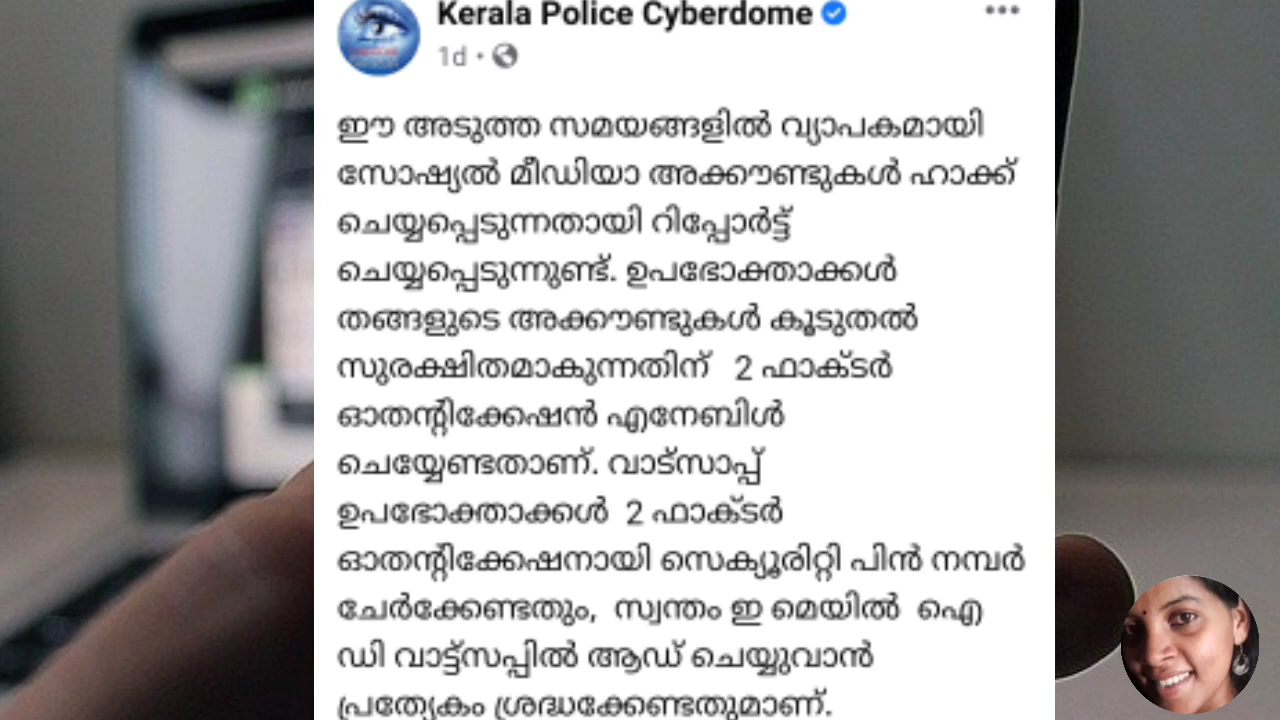 Kerala Police Cyberdome
1d ·
ഈ അടുത്ത സമയങ്ങളിൽ വ്യാപകമായി
സോഷ്യൽ മീഡിയാ അക്കൗണ്ടുകൾ ഹാക്ക്
ചെയ്യപ്പെടുന്നതായി റിപ്പോർട്ട്
ചെയ്യപ്പെടുന്നുണ്ട്. ഉപഭോക്താക്കൾ
തങ്ങളുടെ അക്കൗണ്ടുകൾ കൂടുതൽ
സുരക്ഷിതമാകുന്നതിന് 2 ഫാക്ടർ
ഓതന്റിക്കേഷൻ എനേബിൾ
ചെയ്യേണ്ടതാണ്. വാട്സാപ്പ്
ഉപഭോക്താക്കൾ 2 ഫാക്ടർ
ഓതന്റിക്കേഷനായി സെക്യൂരിറ്റി പിൻ നമ്പർ
ചേർക്കേണ്ടതും, സ്വന്തം ഇ മെയിൽ ഐ
ഡി വാട്ട്സപ്പിൽ ആഡ് ചെയ്യുവാൻ
പ്രത്യേകം ശ്രദ്ധക്കേണ്ടതുമാണ്.